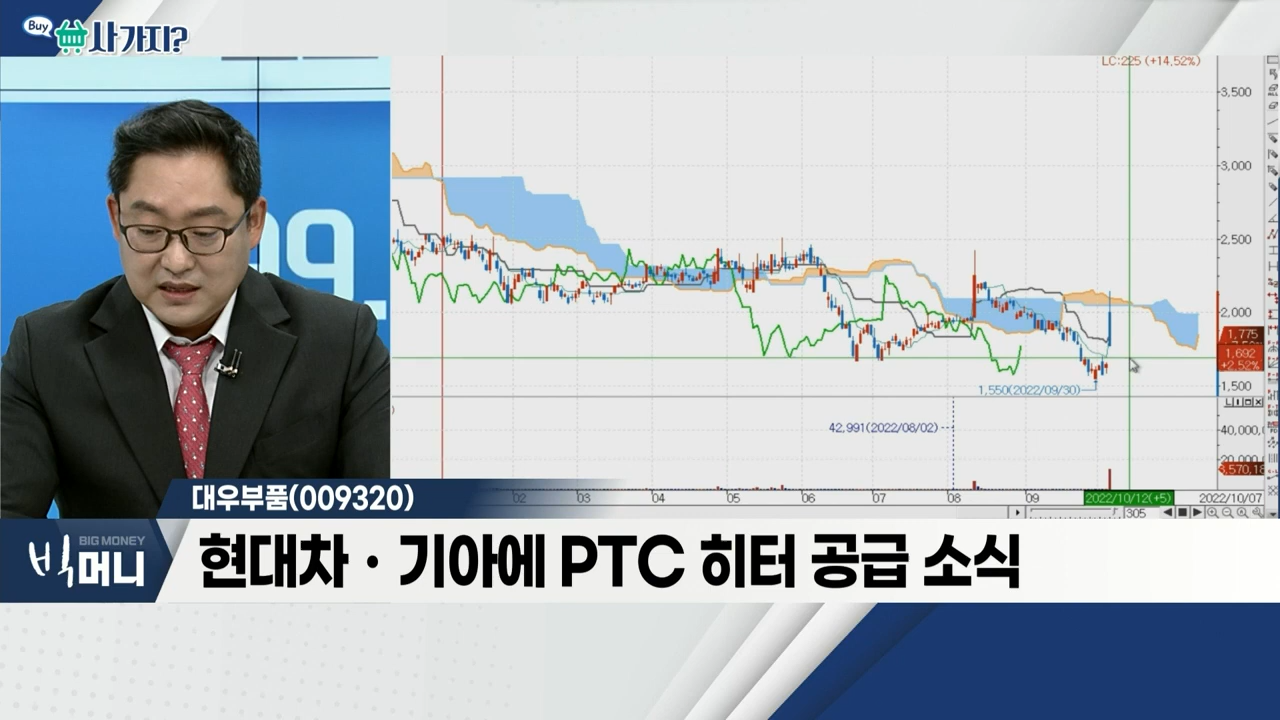 Buy 사 가지?
LC:225 (+14,52%)
3,500
3,000
2,500
2,000
1,775
1,692
+2,52%
1,500
1,550(2022/09/30)
42,991(2022/08/02)
40,000,
02 03 04 05 06 07 08 09 2022/10/12(+5) 2022/10/07
305
대우부품(009320)
BIG MONEY
빅머니
현대차 · 기아에 PTC 히터 공급 소식